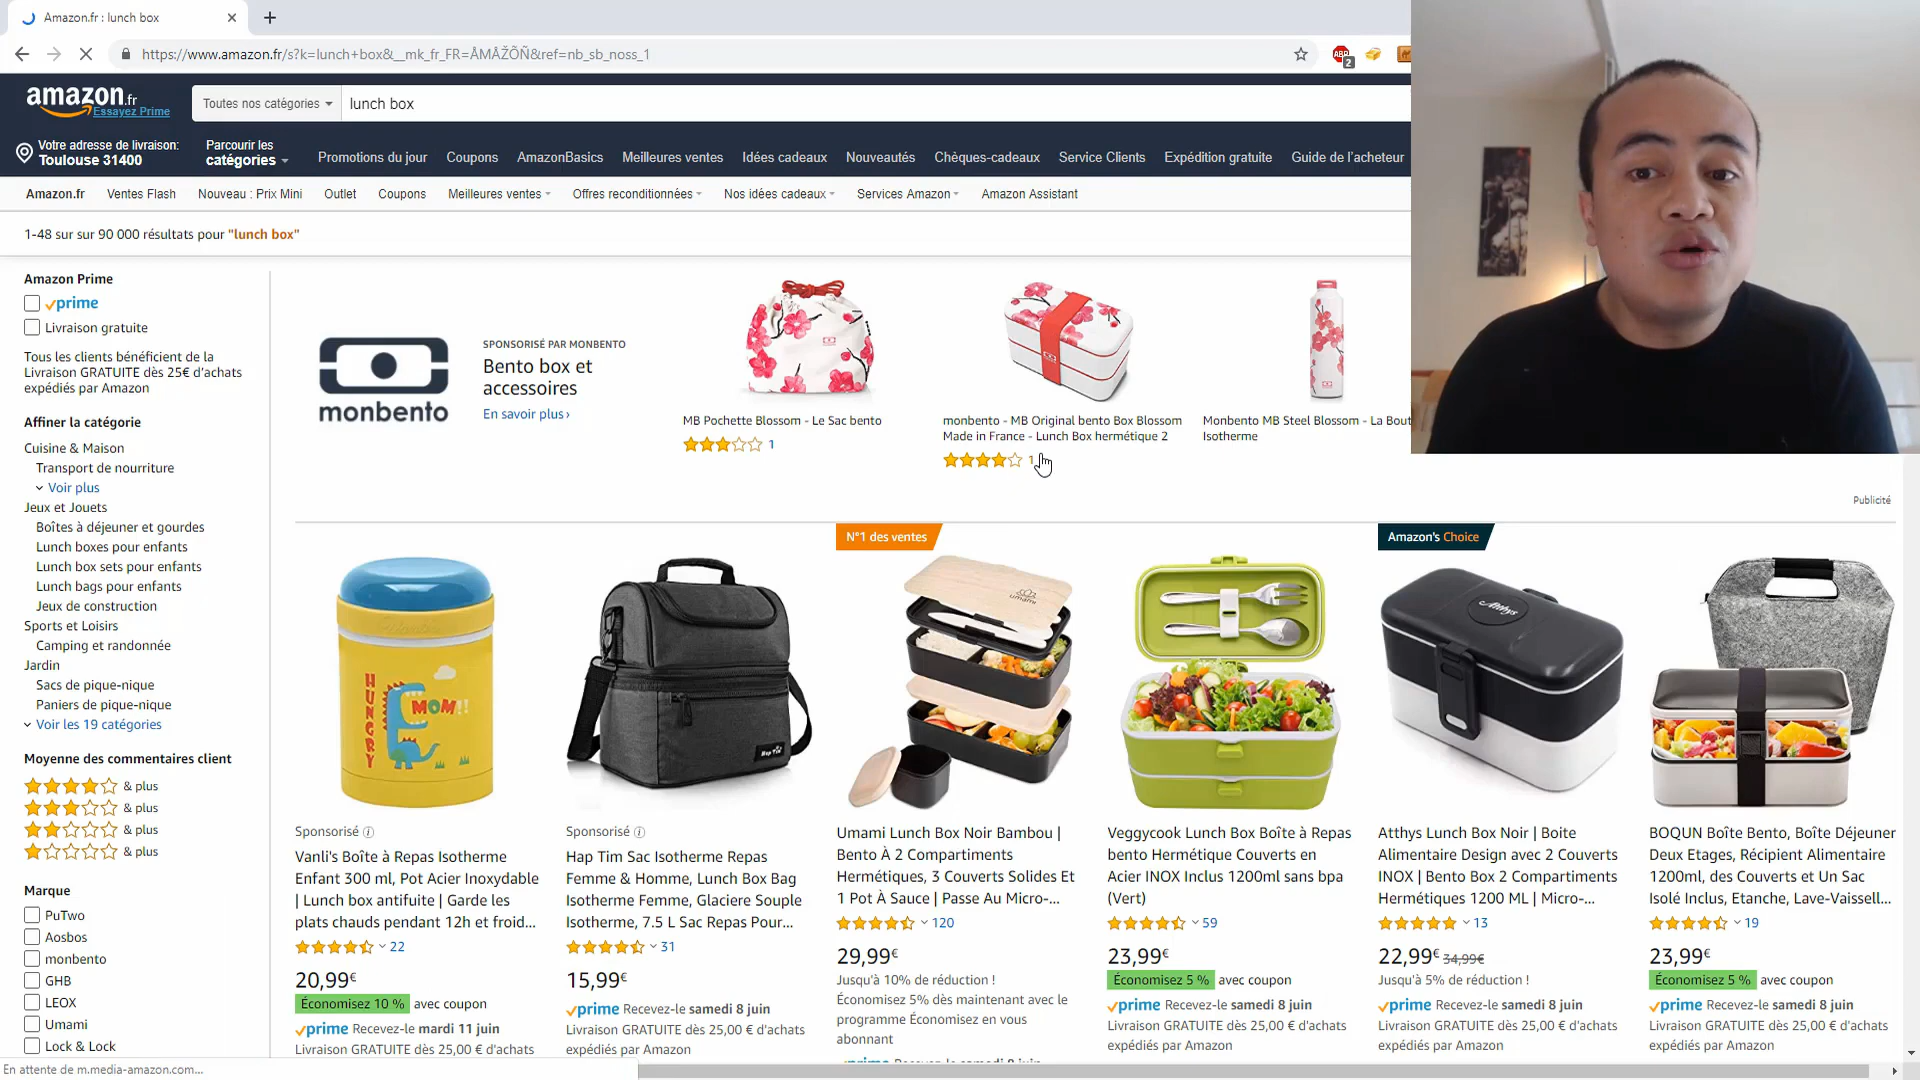 Amazon.fr : lunch box
https://www.amazon.fr/s?k=lunch+box&__mk_fr_FR=ÅMÅŽÕÑ&ref=nb_sb_noss_1
ABP
2
amazon.fr
Essayez Prime
Toutes nos catégories
lunch box
Votre adresse de livraison:
Toulouse 31400
Parcourir les
catégories
Promotions du jour
Coupons
AmazonBasics
Meilleures ventes
Idées cadeaux
Nouveautés
Chèques-cadeaux
Service Clients
Expédition gratuite
Guide de l'acheteur
Amazon.fr
Ventes Flash
Nouveau : Prix Mini
Outlet
Coupons
Meilleures ventes
Offres reconditionnées
Nos idées cadeaux
Services Amazon
Amazon Assistant
1-48 sur sur 90 000 résultats pour "lunch box"
Amazon Prime
prime
Livraison gratuite
Tous les clients bénéficient de la
Livraison GRATUITE dès 25€ d'achats
expédiés par Amazon
Affiner la catégorie
Cuisine & Maison
Transport de nourriture
Voir plus
Jeux et Jouets
Boîtes à déjeuner et gourdes
Lunch boxes pour enfants
Lunch box sets pour enfants
Lunch bags pour enfants
Jeux de construction
Sports et Loisirs
Camping et randonnée
Jardin
Sacs de pique-nique
Paniers de pique-nique
Voir les 19 catégories
Moyenne des commentaires client
& plus
& plus
& plus
& plus
Marque
PuTwo
Aosbos
monbento
GHB
LEOX
Umami
Lock & Lock
En attente de m.media-amazon.com...
monbento
SPONSORISÉ PAR MONBENTO
Bento box et
accessoires
En savoir plus›
MB Pochette Blossom - Le Sac bento
1
monbento - MB Original bento Box Blossom
Made in France - Lunch Box hermétique 2
1
Monbento MB Steel Blossom - La Bout
Isotherme
Publicité
HUNGRY
MOM!!
Sponsorisé
Vanli's Boîte à Repas Isotherme
Enfant 300 ml, Pot Acier Inoxydable
| Lunch box antifuite | Garde les
plats chauds pendant 12h et froid...
22
20,99€
Économisez 10 % avec coupon
prime Recevez-le mardi 11 juin
Livraison GRATUITE dès 25,00 € d'achats
Hap Tim
Sponsorisé
Hap Tim Sac Isotherme Repas
Femme & Homme, Lunch Box Bag
Isotherme Femme, Glaciere Souple
Isotherme, 7.5 L Sac Repas Pour...
31
15,99€
prime Recevez-le samedi 8 juin
Livraison GRATUITE dès 25,00 € d'achats
expédiés par Amazon
N°1 des ventes
umami
Umami Lunch Box Noir Bambou |
Bento À 2 Compartiments
Hermétiques, 3 Couverts Solides Et
1 Pot À Sauce | Passe Au Micro-...
120
29,99€
Jusqu'à 10% de réduction !
Économisez 5% dès maintenant avec le
programme Économisez en vous
abonnant
prime Recevez-le samedi 8 juin
Veggycook Lunch Box Boîte à Repas
bento Hermétique Couverts en
Acier INOX Inclus 1200ml sans bpa
(Vert)
59
23,99€
Économisez 5 % avec coupon
prime Recevez-le samedi 8 juin
Livraison GRATUITE dès 25,00 € d'achats
expédiés par Amazon
Amazon's Choice
Atthys
Atthys Lunch Box Noir | Boite
Alimentaire Design avec 2 Couverts
INOX | Bento Box 2 Compartiments
Hermétiques 1200 ML | Micro-...
13
22,99€ 34,99€
Jusqu'à 5% de réduction !
prime Recevez-le samedi 8 juin
Livraison GRATUITE dès 25,00 € d'achats
expédiés par Amazon
BOQUN Boîte Bento, Boîte Déjeuner
Deux Etages, Récipient Alimentaire
1200ml, des Couverts et Un Sac
Isolé Inclus, Etanche, Lave-Vaissell...
19
23,99€
Économisez 5 % avec coupon
prime Recevez-le samedi 8 juin
Livraison GRATUITE dès 25,00 € d'achats
expédiés par Amazon